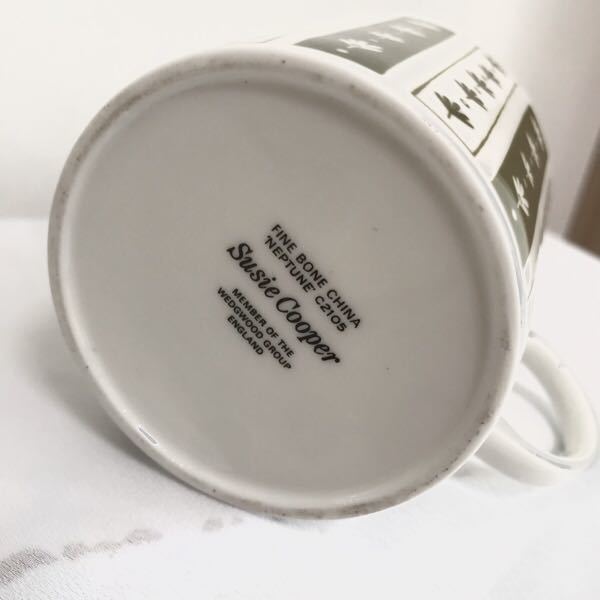 FINE BONE CHINA
'NEPTUNE' C2105
Susie Cooper
MEMBER OF THE
WEDGWOOD GROUP
ENGLAND